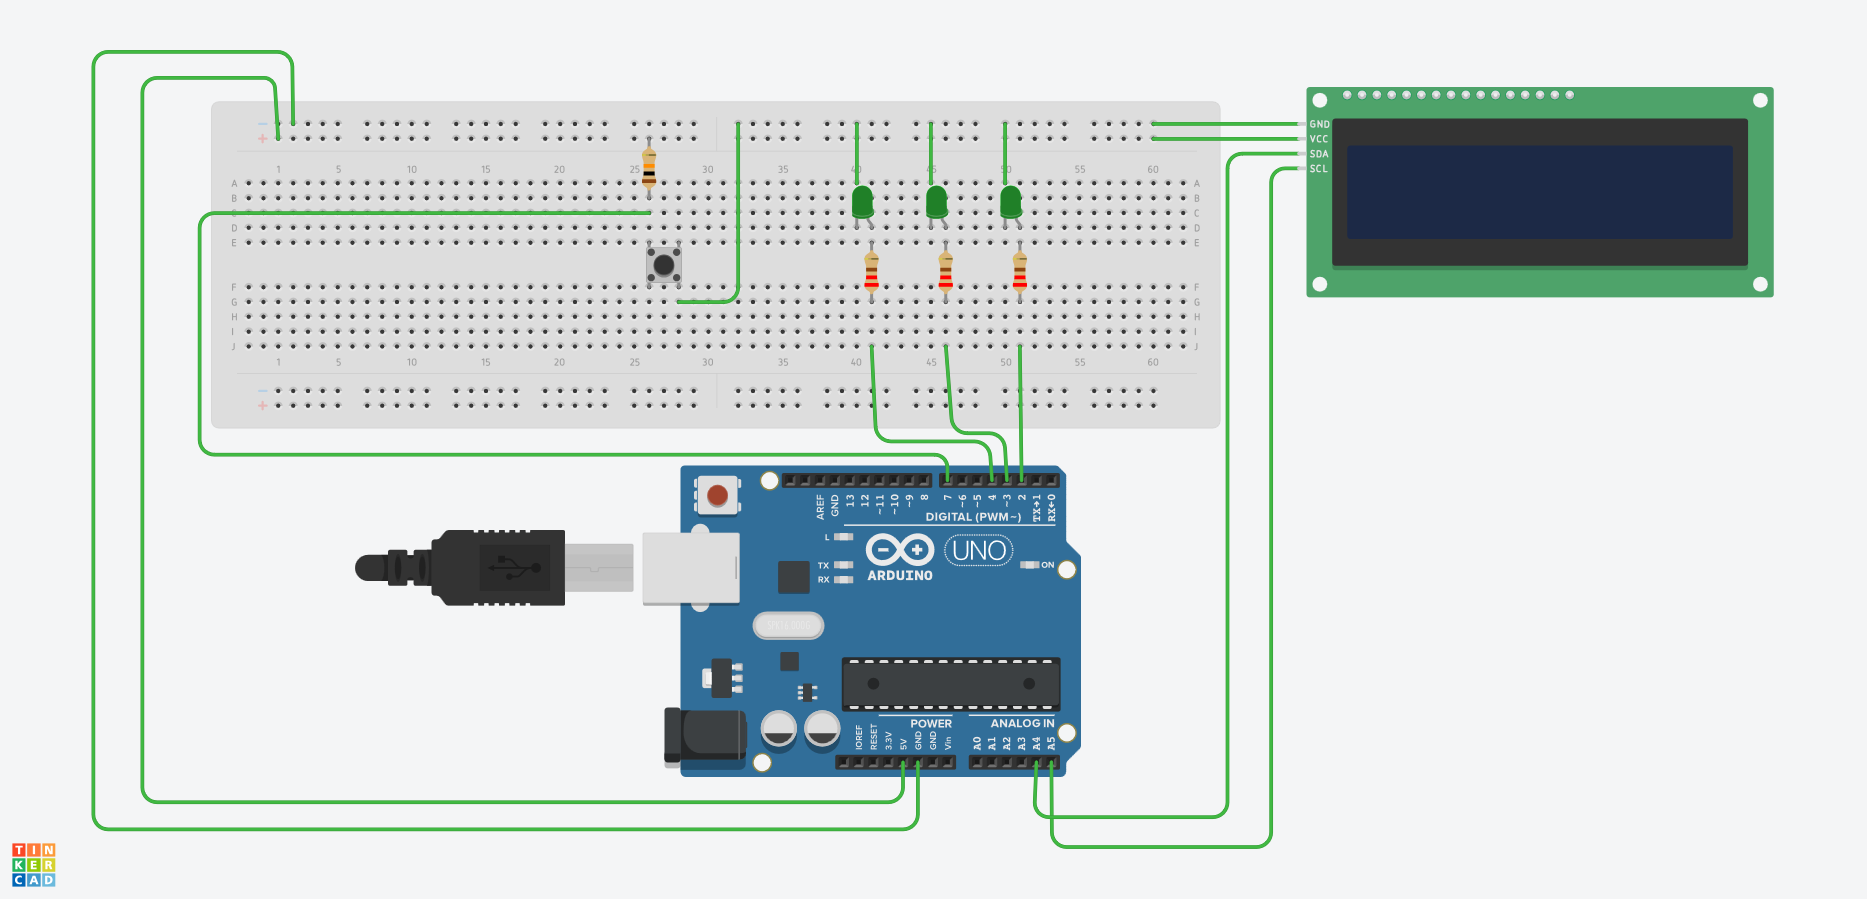 GND
VCC
SDA
SCL
1 5 10 15 20 25 30 35 40 45 50 55 60
A A
B B
C C
D D
E E
F F
G G
H H
I I
J J
1 5 10 15 20 25 30 35 40 45 50 55 60
AREF GND 13 12 ~11 ~10 ~9 8 7 ~6 ~5 4 ~3 2 TX→1 RX←0
DIGITAL (PWM~)
L
TX
RX
ARDUINO
UNO
ON
POWER
ANALOG IN
IOREF RESET 3.3V 5V GND GND Vin A0 A1 A2 A3 A4 A5
TIN
KER
CAD